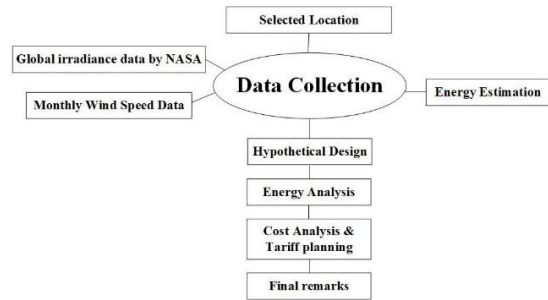 Selected Location
Global irradiance data by NASA
Data Collection
Monthly Wind Speed Data
Energy Estimation
Hypothetical Design
Energy Analysis
Cost Analysis &
Tariff planning
Final remarks